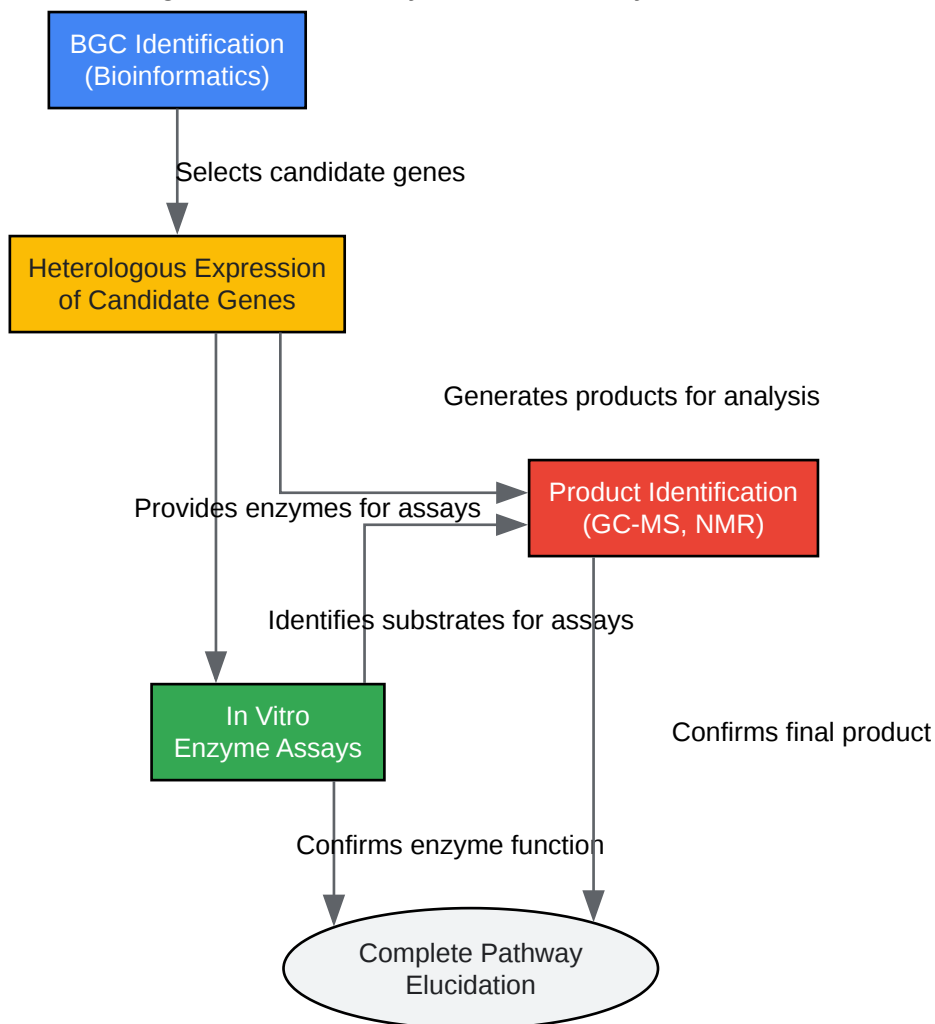 BGC Identification
(Bioinformatics)
Selects candidate genes
Heterologous Expression
of Candidate Genes
Generates products for analysis
Product Identification
(GC-MS, NMR)
Provides enzymes for assays
Identifies substrates for assays
In Vitro
Enzyme Assays
Confirms final product
Confirms enzyme function
Complete Pathway
Elucidation